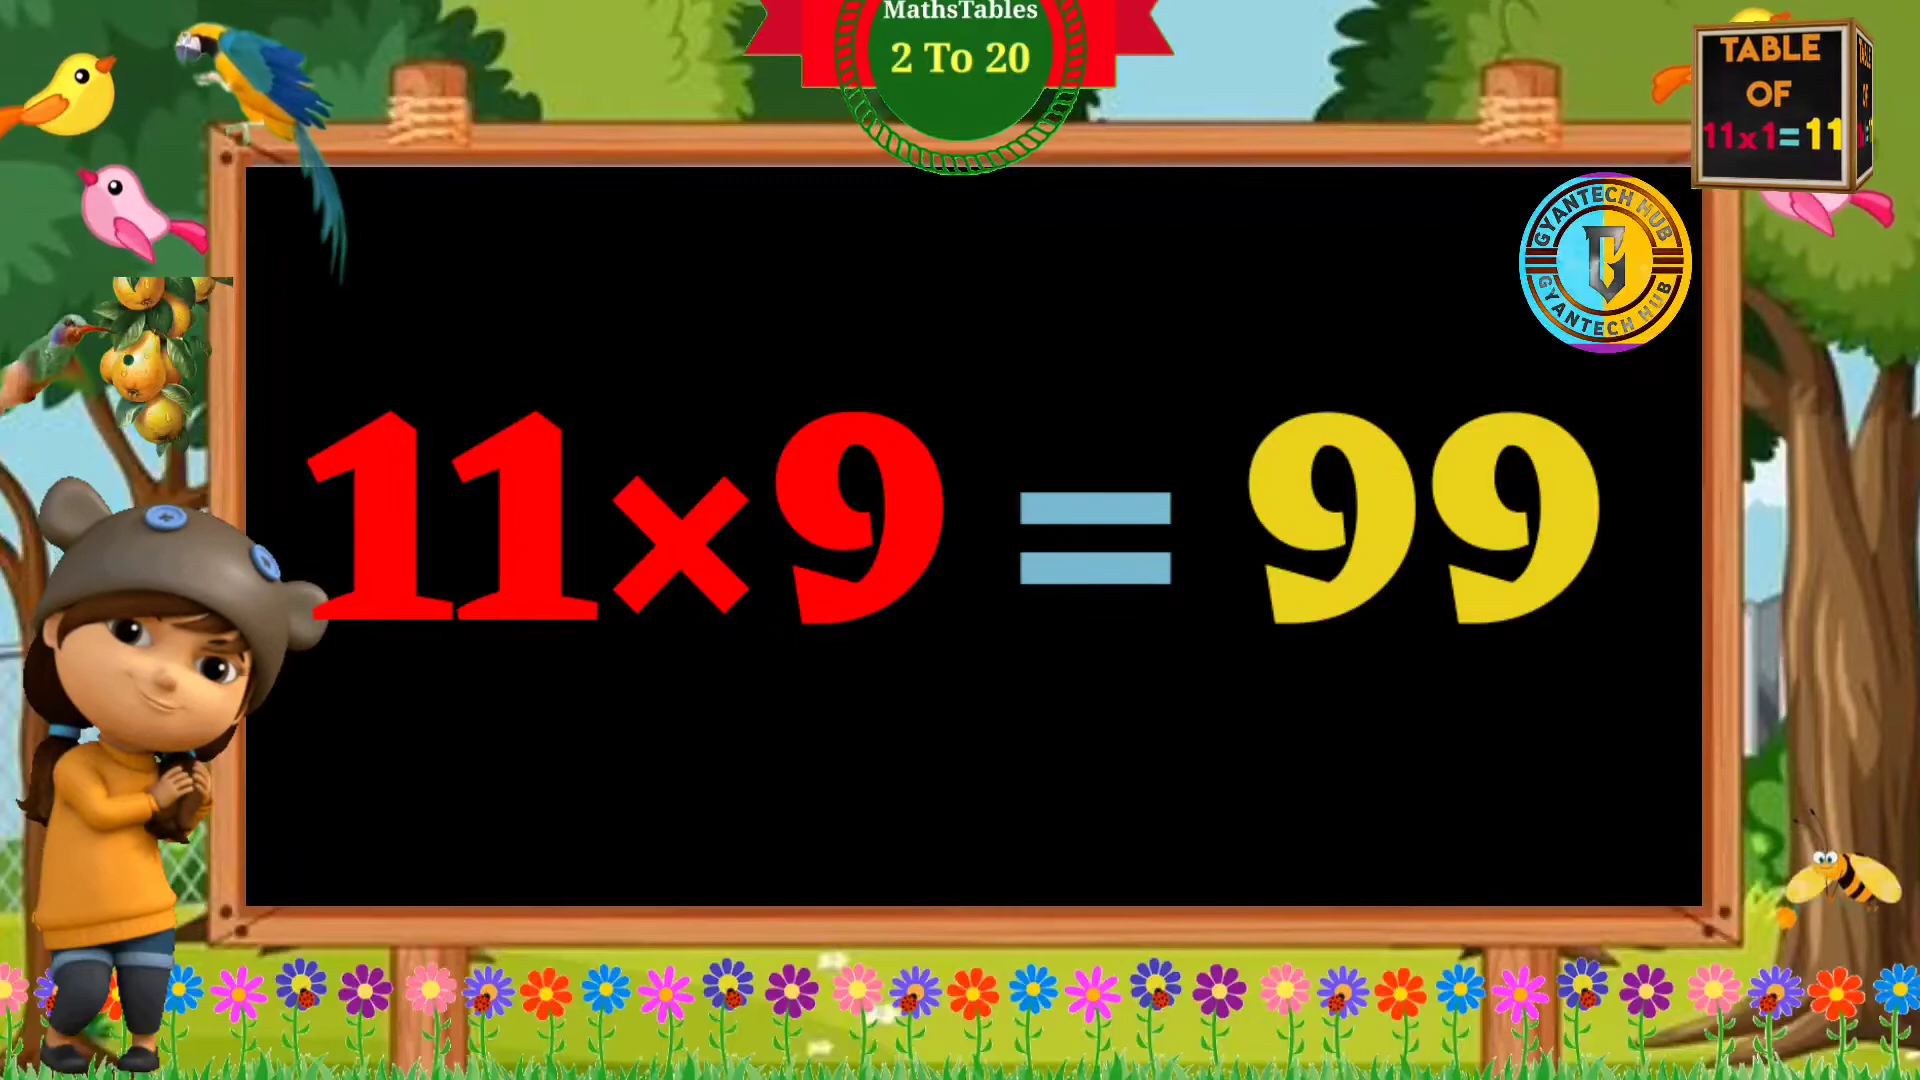 MathsTables
2 To 20
TABLE
OF
11x1=11
GYANTECH HUB
GYANTECH HUB
11×9 = 99